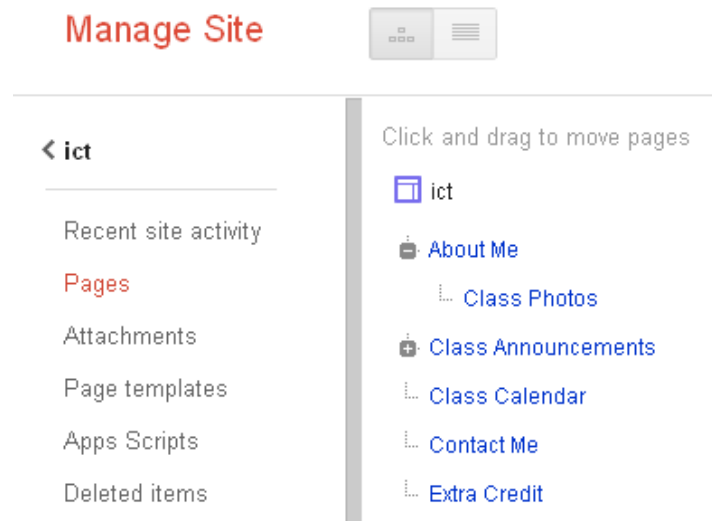 Manage Site
ict
Recent site activity
Pages
Attachments
Page templates
Apps Scripts
Deleted items
Click and drag to move pages
ict
About Me
Class Photos
Class Announcements
Class Calendar
Contact Me
Extra Credit